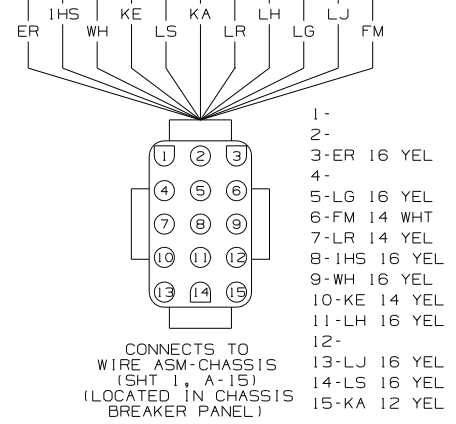 1HS KE KA LH LJ
ER WH LS LR LG FM
1 2 3
4 5 6
7 8 9
10 11 12
13 14 15
1-
2-
3-ER 16 YEL
4-
5-LG 16 YEL
6-FM 14 WHT
7-LR 14 YEL
8-1HS 16 YEL
9-WH 16 YEL
10-KE 14 YEL
11-LH 16 YEL
12-
13-LJ 16 YEL
14-LS 16 YEL
15-KA 12 YEL
CONNECTS TO
WIRE ASM-CHASSIS
(SHT 1, A-15)
(LOCATED IN CHASSIS
BREAKER PANEL)